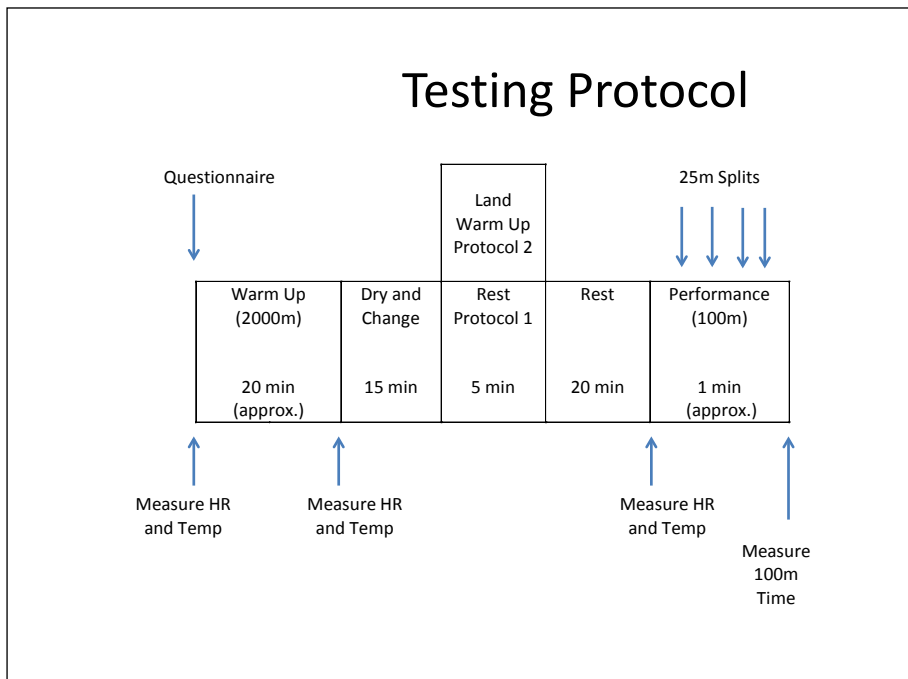 Testing Protocol
Questionnaire
25m Splits
Land
Warm Up
Protocol 2
Warm Up
(2000m)
20 min
(approx.)
Dry and
Change
15 min
Rest
Protocol 1
5 min
Rest
20 min
Performance
(100m)
1 min
(approx.)
Measure HR
and Temp
Measure HR
and Temp
Measure HR
and Temp
Measure
100m
Time